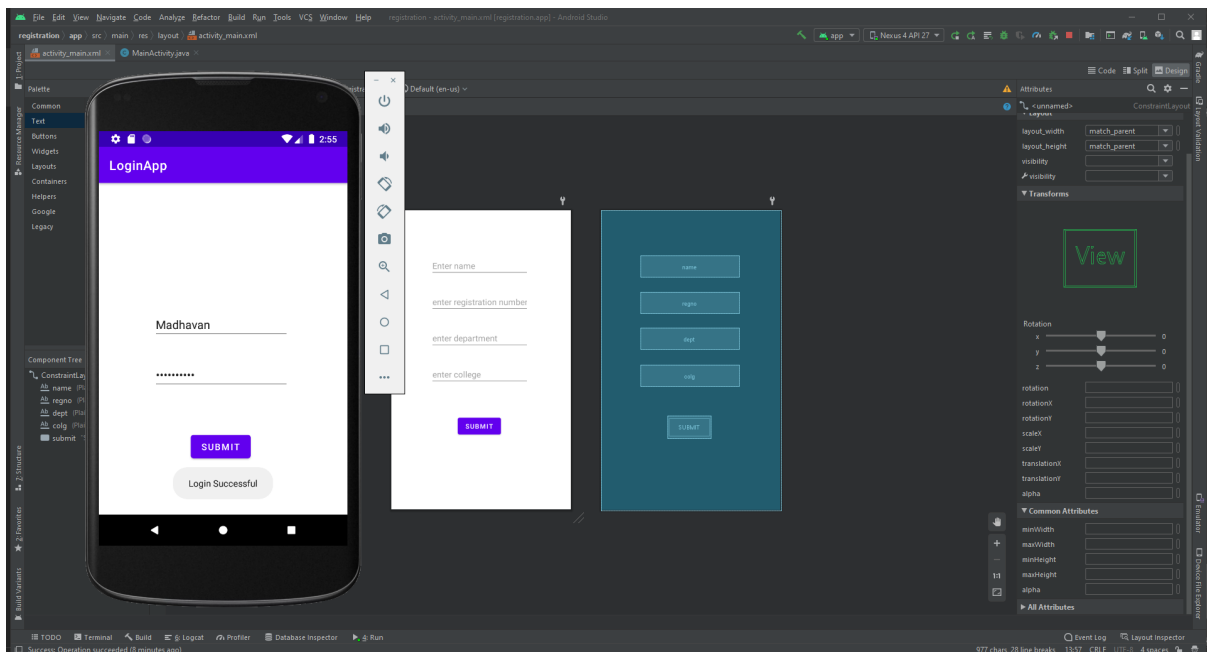 File Edit View Navigate Code Analyze Refactor Build Run Tools VCS Window Help registration - activity_main.xml [registration.app] - Android Studio
registration app src main res layout activity_main.xml app Nexus 4 API 27
activity_main.xml MainActivity.java
Code Split Design
Palette Default (en-us) Attributes
Common
Text
Buttons
Widgets
Layouts
Containers
Helpers
Google
Legacy
Component Tree
ConstraintLay
Ab name
Ab regno
Ab dept
Ab colg
submit
2:55
LoginApp
Madhavan
••••••••••
SUBMIT
Login Successful
Enter name
enter registration number
enter department
enter college
SUBMIT
name
regno
dept
colg
SUBMIT
<unnamed> ConstraintLayout
Layout
layout_width match_parent
layout_height match_parent
visibility
visibility
Transforms
View
Rotation
x 0
y 0
z 0
rotation
rotationX
rotationY
scaleX
scaleY
translationX
translationY
alpha
Common Attributes
minWidth
maxWidth
minHeight
maxHeight
alpha
All Attributes
1:1
1: Project
Resource Manager
Z: Structure
2: Favorites
Build Variants
Gradle
Layout Validation
Emulator
Device File Explorer
TODO Terminal Build 6: Logcat Profiler Database Inspector 4: Run Event Log Layout Inspector
Success: Operation succeeded (8 minutes ago) 977 chars, 28 line breaks 13:57 CRLF UTF-8 4 spaces